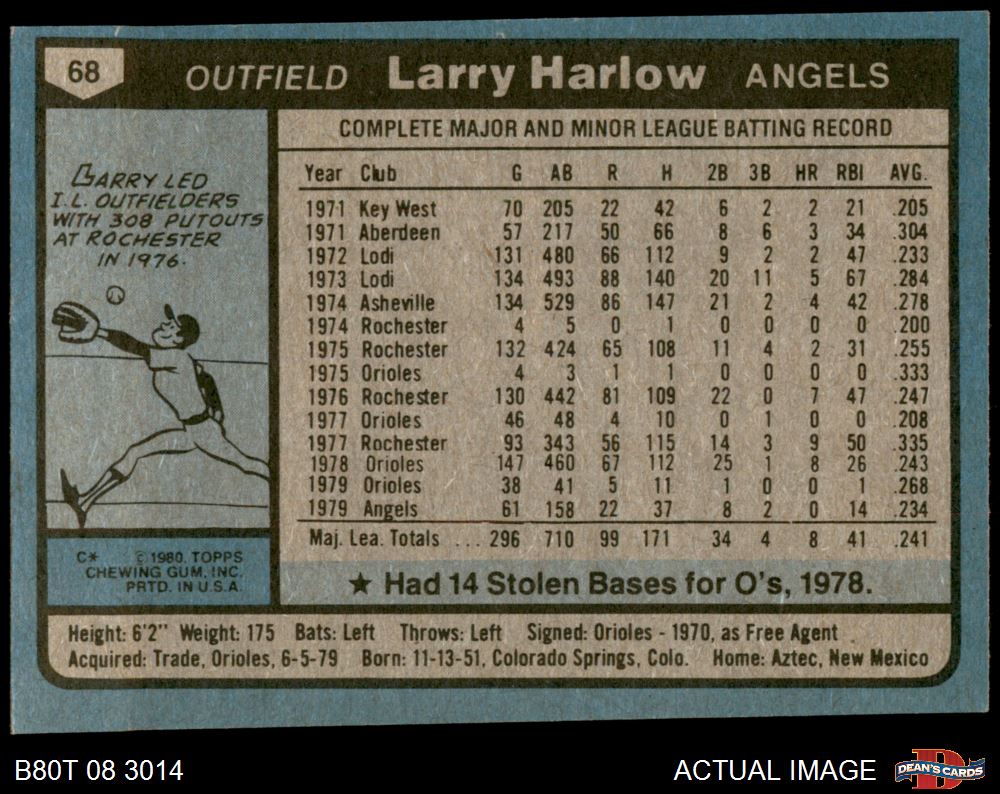 68 OUTFIELD Larry Harlow ANGELS
LARRY LED
I.L. OUTFIELDERS
WITH 308 PUTOUTS
AT ROCHESTER
IN 1976.
C* © 1980. TOPPS
CHEWING GUM, INC.
PRTD. IN U.S.A.
COMPLETE MAJOR AND MINOR LEAGUE BATTING RECORD
Year Club G AB R H 2B 3B HR RBI AVG.
1971 Key West 70 205 22 42 6 2 2 21 .205
1971 Aberdeen 57 217 50 66 8 6 3 34 .304
1972 Lodi 131 480 66 112 9 2 2 47 .233
1973 Lodi 134 493 88 140 20 11 5 67 .284
1974 Asheville 134 529 86 147 21 2 4 42 .278
1974 Rochester 4 5 0 1 0 0 0 0 .200
1975 Rochester 132 424 65 108 11 4 2 31 .255
1975 Orioles 4 3 1 1 0 0 0 0 .333
1976 Rochester 130 442 81 109 22 0 7 47 .247
1977 Orioles 46 48 4 10 0 1 0 0 .208
1977 Rochester 93 343 56 115 14 3 9 50 .335
1978 Orioles 147 460 67 112 25 1 8 26 .243
1979 Orioles 38 41 5 11 1 0 0 1 .268
1979 Angels 61 158 22 37 8 2 0 14 .234
Maj. Lea. Totals ... 296 710 99 171 34 4 8 41 .241
★ Had 14 Stolen Bases for O's, 1978.
Height: 6'2" Weight: 175 Bats: Left Throws: Left Signed: Orioles - 1970, as Free Agent
Acquired: Trade, Orioles, 6-5-79 Born: 11-13-51, Colorado Springs, Colo. Home: Aztec, New Mexico
B80T 08 3014 ACTUAL IMAGE DEAN'S CARDS